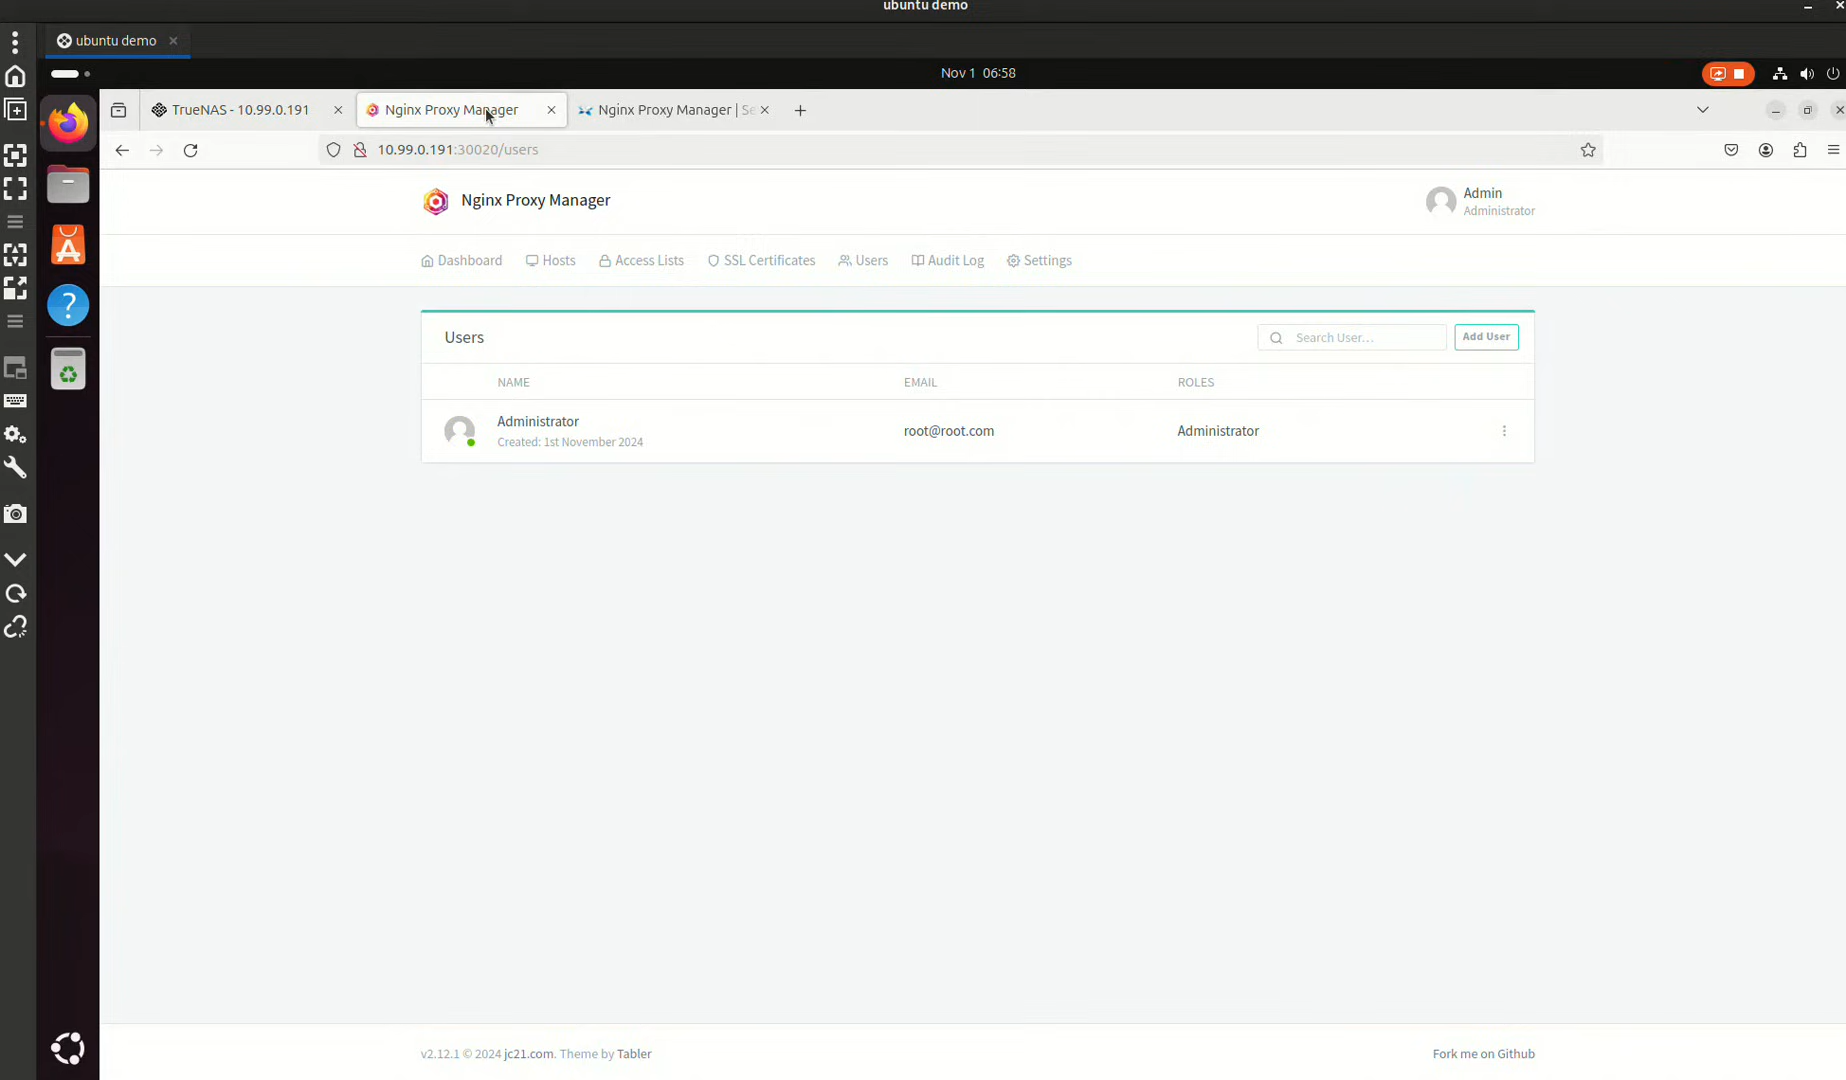 ubuntu demo
ubuntu demo
Nov 1 06:58
TrueNAS - 10.99.0.191
Nginx Proxy Manager
Nginx Proxy Manager | Se
10.99.0.191:30020/users
Nginx Proxy Manager
Admin
Administrator
Dashboard
Hosts
Access Lists
SSL Certificates
Users
Audit Log
Settings
Users
Search User...
Add User
NAME
EMAIL
ROLES
Administrator
Created: 1st November 2024
root@root.com
Administrator
v2.12.1 © 2024 jc21.com. Theme by Tabler
Fork me on Github